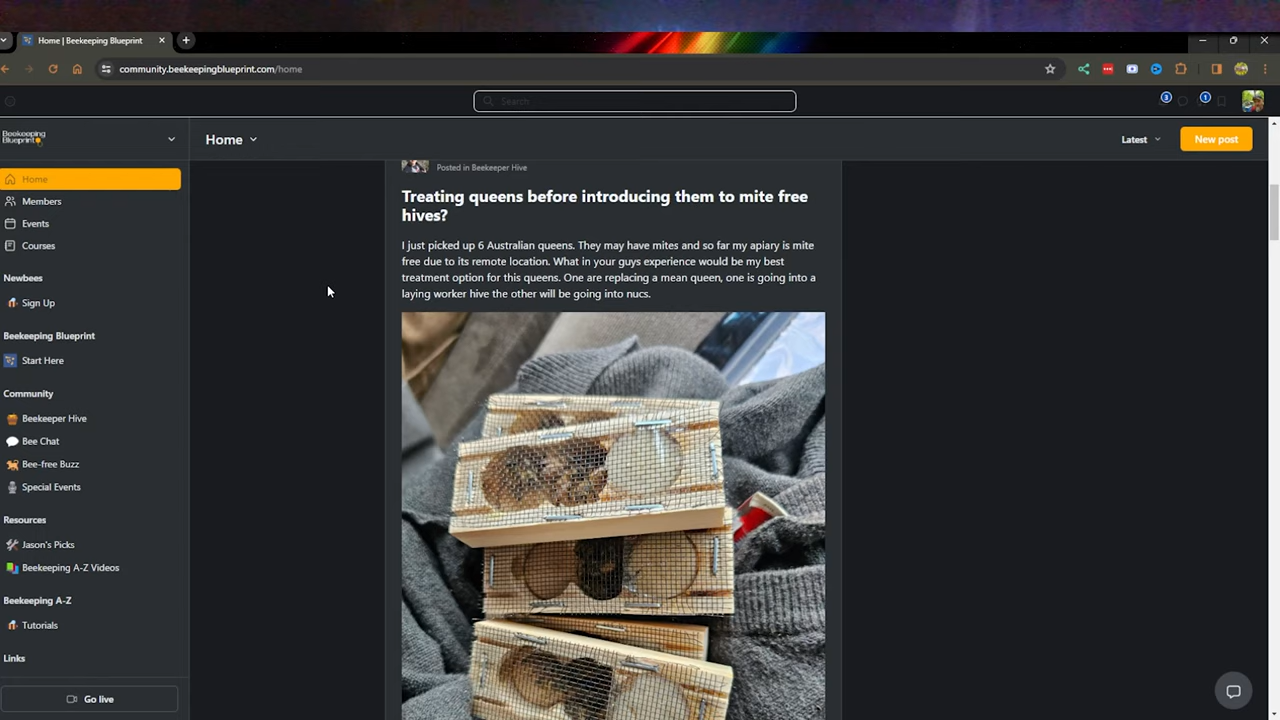 Home | Beekeeping Blueprint
community.beekeepingblueprint.com/home
Search
3
1
Beekeeping
Blueprint
Home
Latest
New post
Home
Members
Events
Courses
Newbees
Sign Up
Beekeeping Blueprint
Start Here
Community
Beekeeper Hive
Bee Chat
Bee-free Buzz
Special Events
Resources
Jason's Picks
Beekeeping A-Z Videos
Beekeeping A-Z
Tutorials
Links
Go live
Posted in Beekeeper Hive
Treating queens before introducing them to mite free
hives?
I just picked up 6 Australian queens. They may have mites and so far my apiary is mite
free due to its remote location. What in your guys experience would be my best
treatment option for this queens. One are replacing a mean queen, one is going into a
laying worker hive the other will be going into nucs.